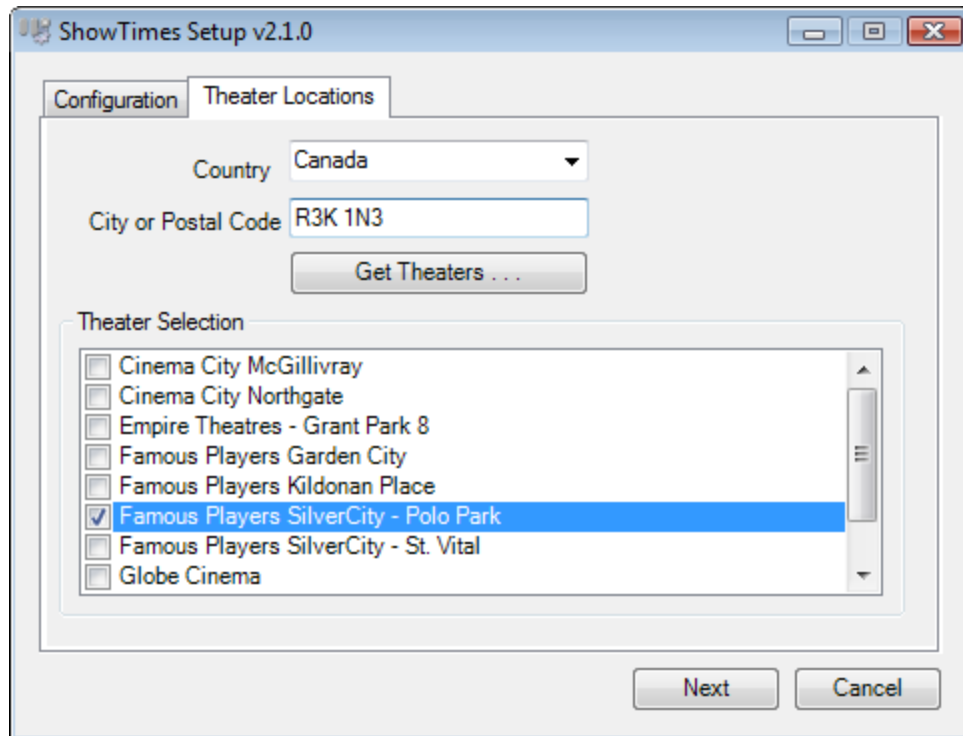 ShowTimes Setup v2.1.0
Configuration
Theater Locations
Country
Canada
City or Postal Code
R3K 1N3
Get Theaters . . .
Theater Selection
Cinema City McGillivray
Cinema City Northgate
Empire Theatres - Grant Park 8
Famous Players Garden City
Famous Players Kildonan Place
Famous Players SilverCity - Polo Park
Famous Players SilverCity - St. Vital
Globe Cinema
Next
Cancel